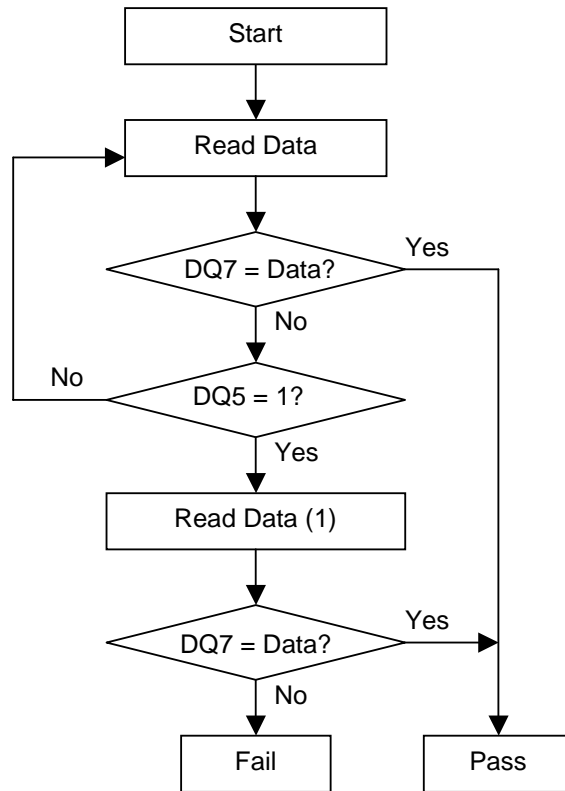 Start
Read Data
DQ7 = Data?
Yes
No
DQ5 = 1?
No
Yes
Read Data (1)
DQ7 = Data?
Yes
No
Fail
Pass